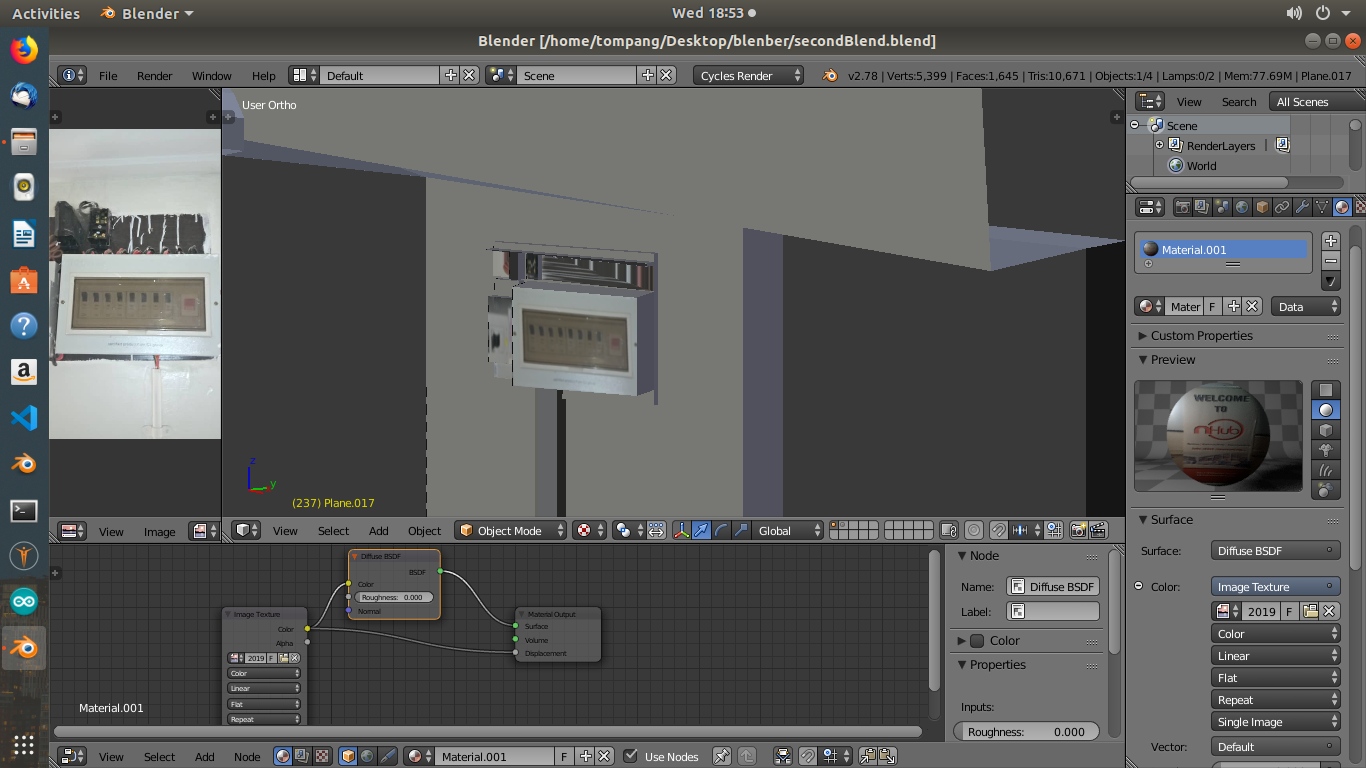 Activities Blender Wed 18:53
Blender [/home/tompang/Desktop/blenber/secondBlend.blend]
File Render Window Help Default Scene Cycles Render v2.78 | Verts:5,399 | Faces:1,645 | Tris:10,671 | Objects:1/4 | Lamps:0/2 | Mem:77.69M | Plane.017
User Ortho
View Search All Scenes
Scene
RenderLayers
World
Material.001
Mater F Data
Custom Properties
Preview
WELCOME
TO
nHub
z
y
(237) Plane.017
View Image
View Select Add Object Object Mode Global
Surface
Surface: Diffuse BSDF
Color: Image Texture
2019 F
Color
Linear
Flat
Repeat
Single Image
Vector: Default
Diffuse BSDF
BSDF
Color
Roughness: 0.000
Normal
Image Texture
Color
Alpha
2019 F
Color
Linear
Flat
Repeat
Material Output
Surface
Volume
Displacement
Material.001
Node
Name: Diffuse BSDF
Label:
Color
Properties
Inputs:
Roughness: 0.000
View Select Add Node Material.001 F Use Nodes